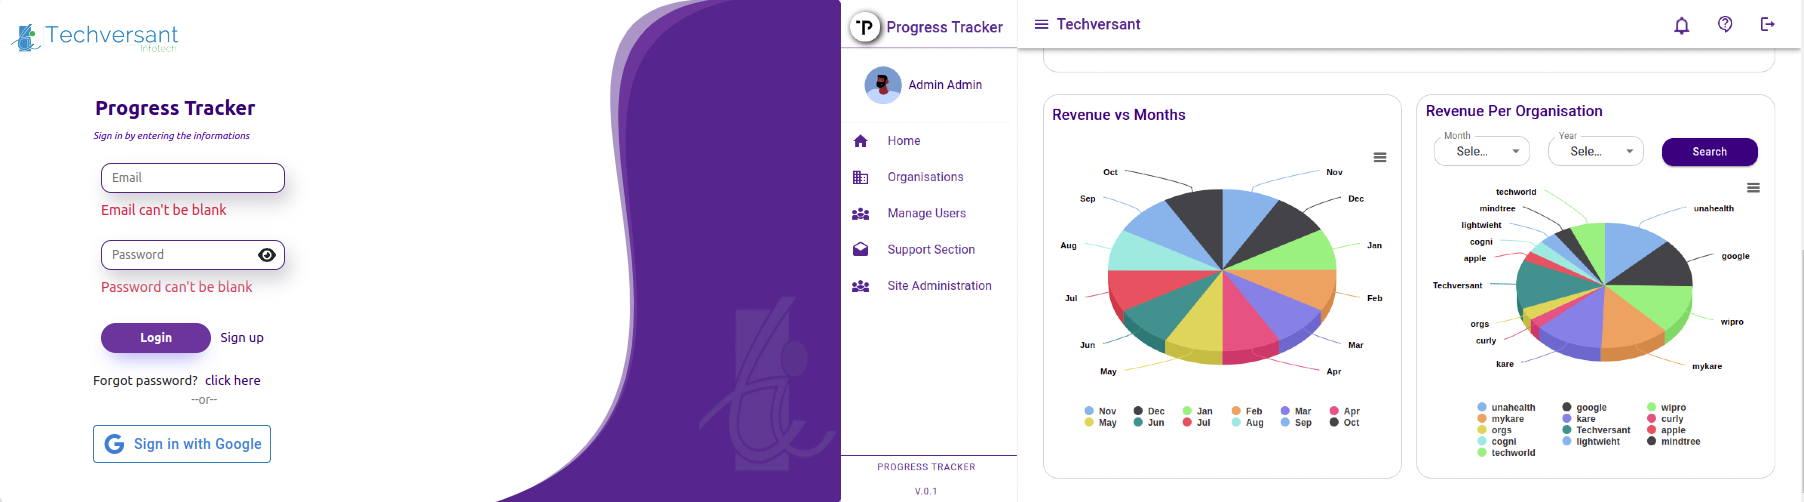 Techversant
Infotech
Progress Tracker
Sign in by entering the informations
Email
Email can't be blank
Password
Password can't be blank
Login
Sign up
Forgot password? click here
--or--
Sign in with Google
Progress Tracker
Admin Admin
Home
Organisations
Manage Users
Support Section
Site Administration
PROGRESS TRACKER
V.0.1
Techversant
Revenue vs Months
Oct
Nov
Sep
Dec
Aug
Jan
Jul
Feb
Jun
Mar
May
Apr
Nov Dec Jan Feb Mar Apr
May Jun Jul Aug Sep Oct
Revenue Per Organisation
Month
Sele...
Year
Sele...
Search
techworld
mindtree
unahealth
lightwieht
cogni
apple
google
Techversant
orgs
wipro
curly
kare
mykare
unahealth google wipro
mykare kare curly
orgs Techversant apple
cogni lightwieht mindtree
techworld